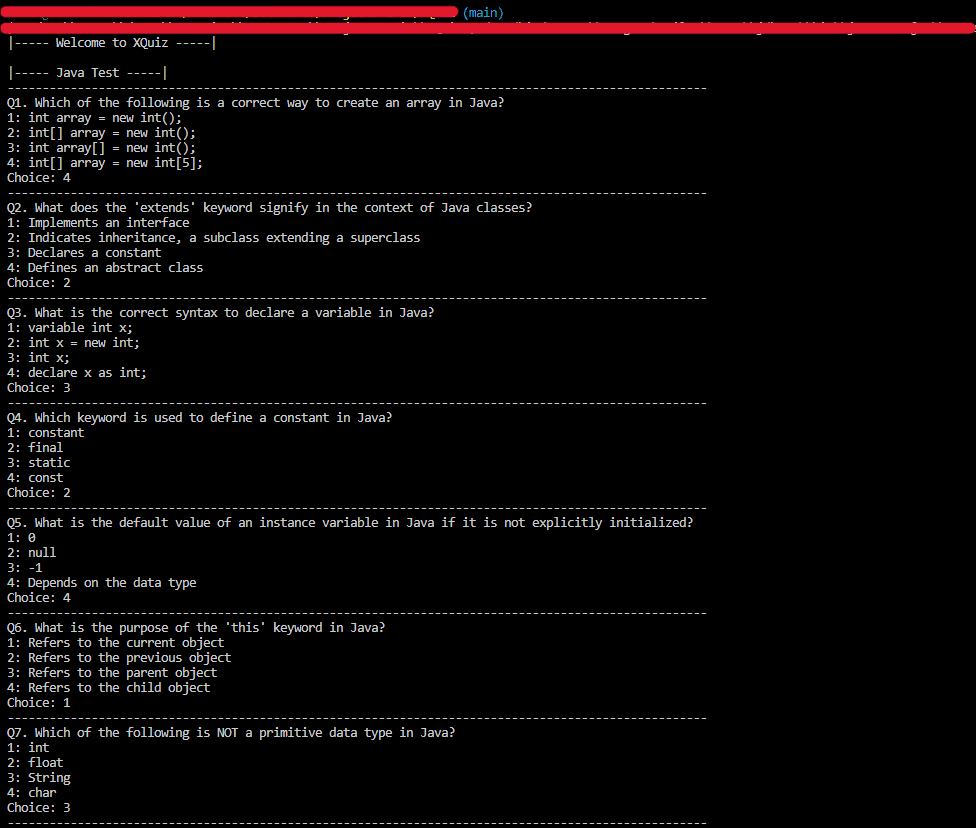 (main)
|----- Welcome to XQuiz -----|
|----- Java Test -----|
----------------------------------------------------------------------------------------------------
Q1. Which of the following is a correct way to create an array in Java?
1: int array = new int();
2: int[] array = new int();
3: int array[] = new int();
4: int[] array = new int[5];
Choice: 4
----------------------------------------------------------------------------------------------------
Q2. What does the 'extends' keyword signify in the context of Java classes?
1: Implements an interface
2: Indicates inheritance, a subclass extending a superclass
3: Declares a constant
4: Defines an abstract class
Choice: 2
----------------------------------------------------------------------------------------------------
Q3. What is the correct syntax to declare a variable in Java?
1: variable int x;
2: int x = new int;
3: int x;
4: declare x as int;
Choice: 3
----------------------------------------------------------------------------------------------------
Q4. Which keyword is used to define a constant in Java?
1: constant
2: final
3: static
4: const
Choice: 2
----------------------------------------------------------------------------------------------------
Q5. What is the default value of an instance variable in Java if it is not explicitly initialized?
1: 0
2: null
3: -1
4: Depends on the data type
Choice: 4
----------------------------------------------------------------------------------------------------
Q6. What is the purpose of the 'this' keyword in Java?
1: Refers to the current object
2: Refers to the previous object
3: Refers to the parent object
4: Refers to the child object
Choice: 1
----------------------------------------------------------------------------------------------------
Q7. Which of the following is NOT a primitive data type in Java?
1: int
2: float
3: String
4: char
Choice: 3
----------------------------------------------------------------------------------------------------